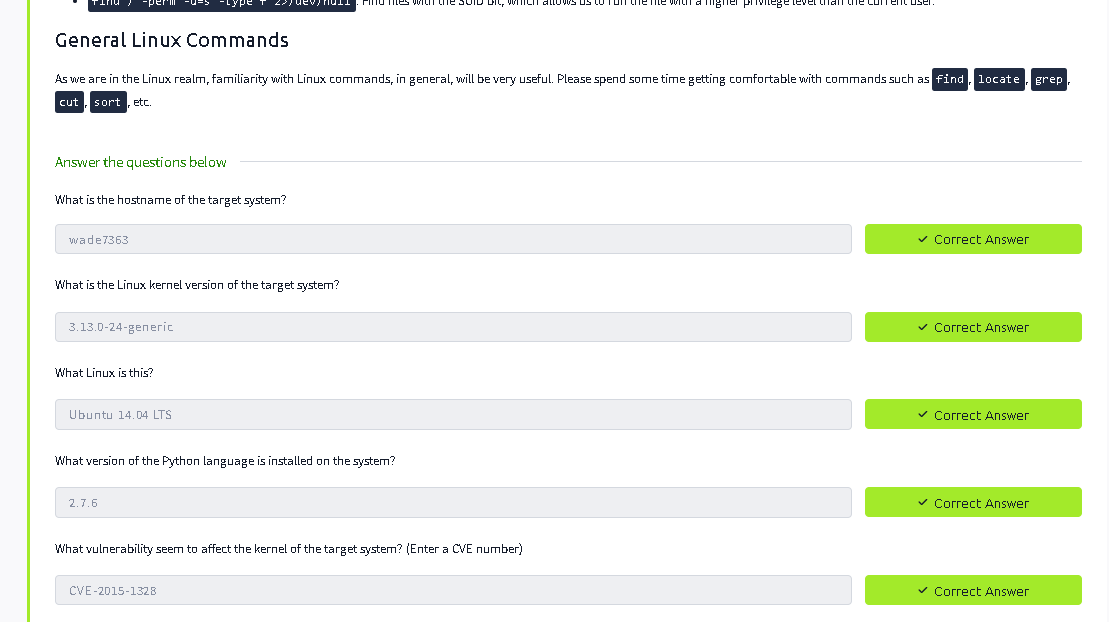 find / -perm -u=s -type f 2>/dev/null : Find files with the SUID bit, which allows us to run the file with a higher privilege level than the current user.
General Linux Commands
As we are in the Linux realm, familiarity with Linux commands, in general, will be very useful. Please spend some time getting comfortable with commands such as find, locate, grep,
cut, sort, etc.
Answer the questions below
What is the hostname of the target system?
wade7363
✓ Correct Answer
What is the Linux kernel version of the target system?
3.13.0-24-generic
✓ Correct Answer
What Linux is this?
Ubuntu 14.04 LTS
✓ Correct Answer
What version of the Python language is installed on the system?
2.7.6
✓ Correct Answer
What vulnerability seem to affect the kernel of the target system? (Enter a CVE number)
CVE-2015-1328
✓ Correct Answer